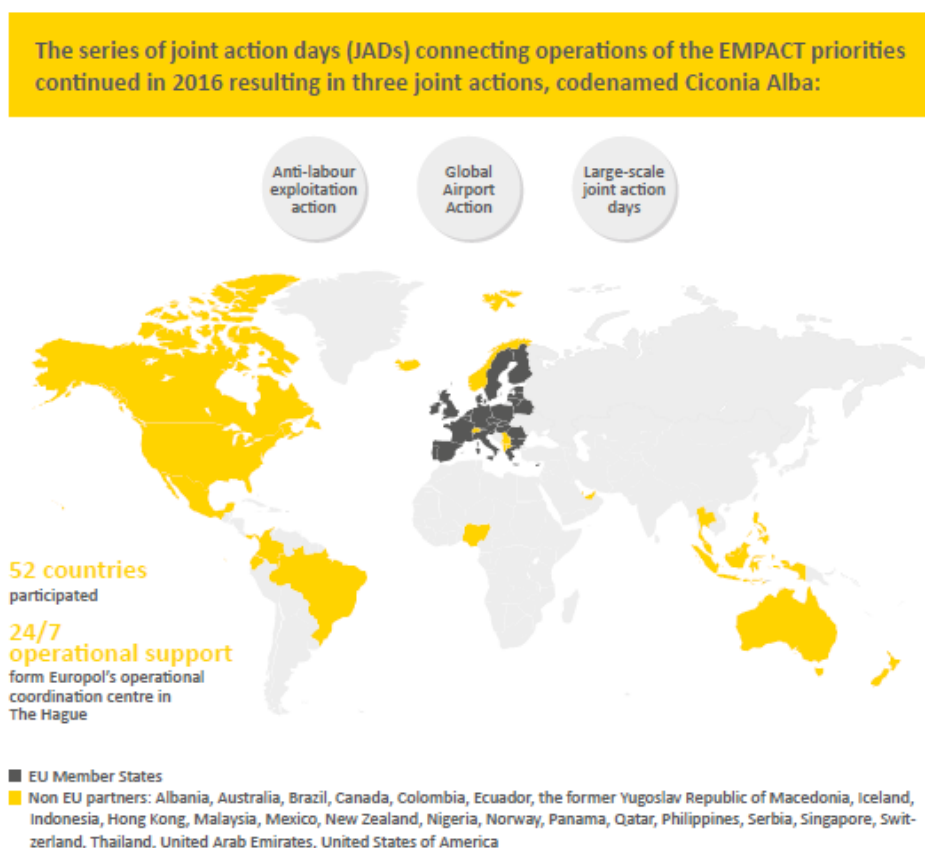 The series of joint action days (JADs) connecting operations of the EMPACT priorities
continued in 2016 resulting in three joint actions, codenamed Ciconia Alba:
Anti-labour
exploitation
action
Global
Airport
Action
Large-scale
joint action
days
52 countries
participated
24/7
operational support
form Europol's operational
coordination centre in
The Hague
EU Member States
Non EU partners: Albania, Australia, Brazil, Canada, Colombia, Ecuador, the former Yugoslav Republic of Macedonia, Iceland,
Indonesia, Hong Kong, Malaysia, Mexico, New Zealand, Nigeria, Norway, Panama, Qatar, Philippines, Serbia, Singapore, Swit-
zerland, Thailand, United Arab Emirates, United States of America